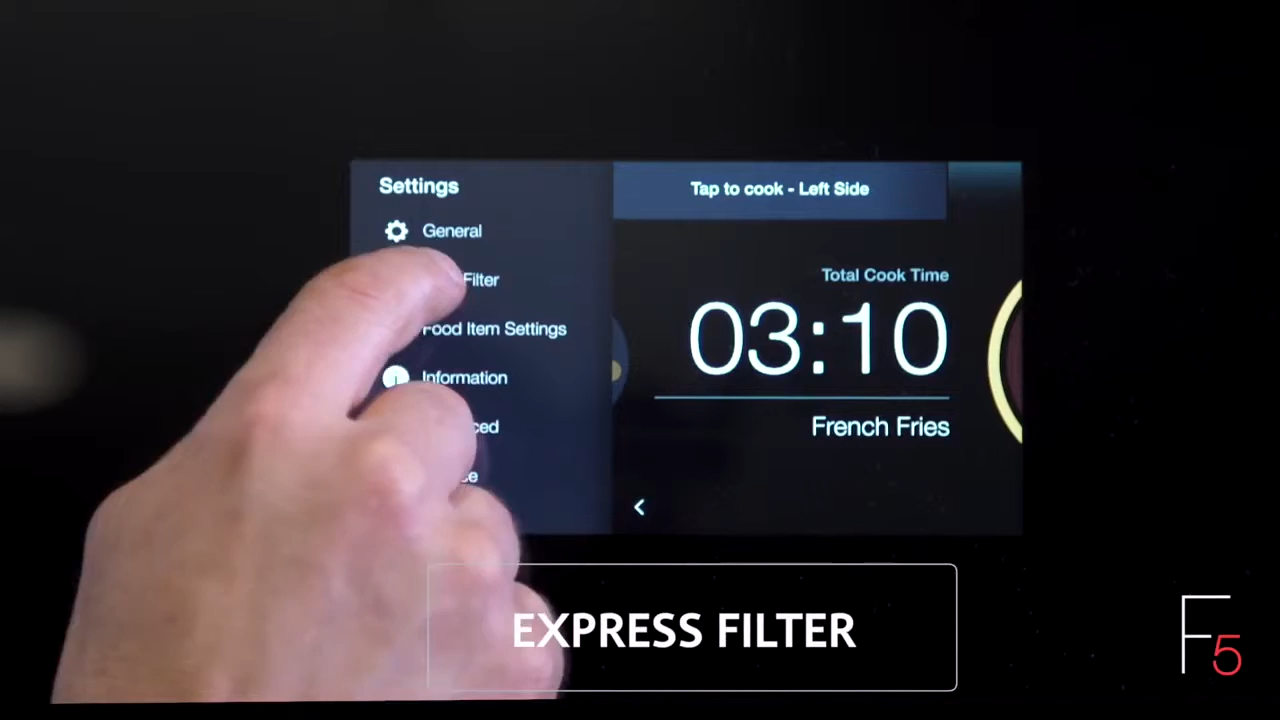 Settings
General
Filter
Food Item Settings
Information
Tap to cook - Left Side
Total Cook Time
03:10
French Fries
EXPRESS FILTER
F5